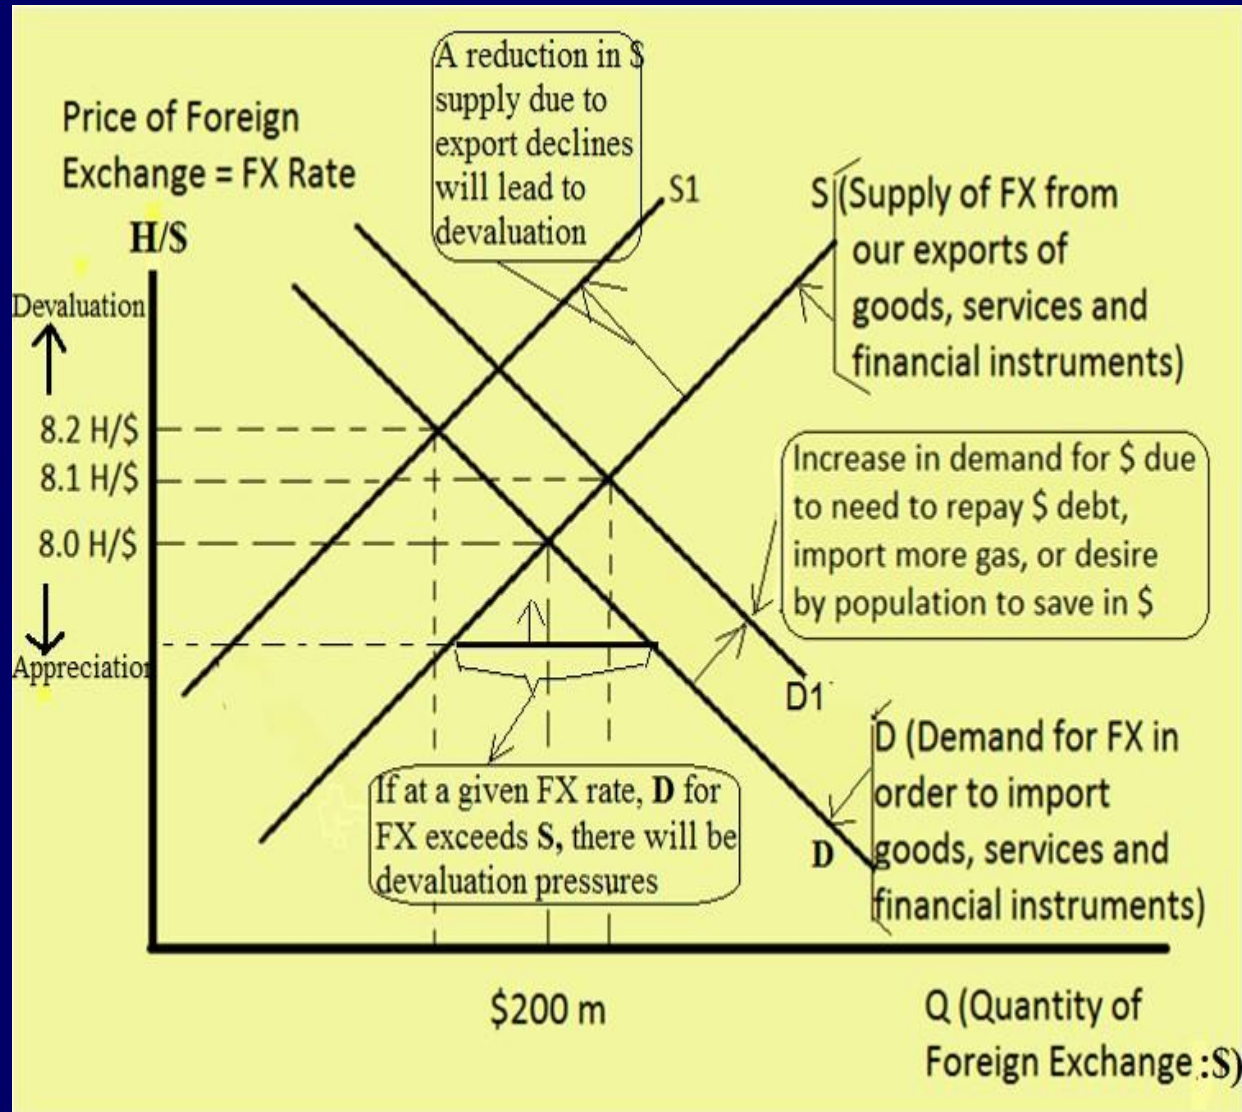 Price of Foreign
Exchange = FX Rate
H/$
A reduction in $
supply due to
export declines
will lead to
devaluation
S1
S (Supply of FX from
our exports of
goods, services and
financial instruments)
Devaluation
8.2 H/$
8.1 H/$
8.0 H/$
Appreciation
Increase in demand for $ due
to need to repay $ debt,
import more gas, or desire
by population to save in $
D1
D (Demand for FX in
order to import
goods, services and
financial instruments)
D
If at a given FX rate, D for
FX exceeds S, there will be
devaluation pressures
$200 m
Q (Quantity of
Foreign Exchange :$)